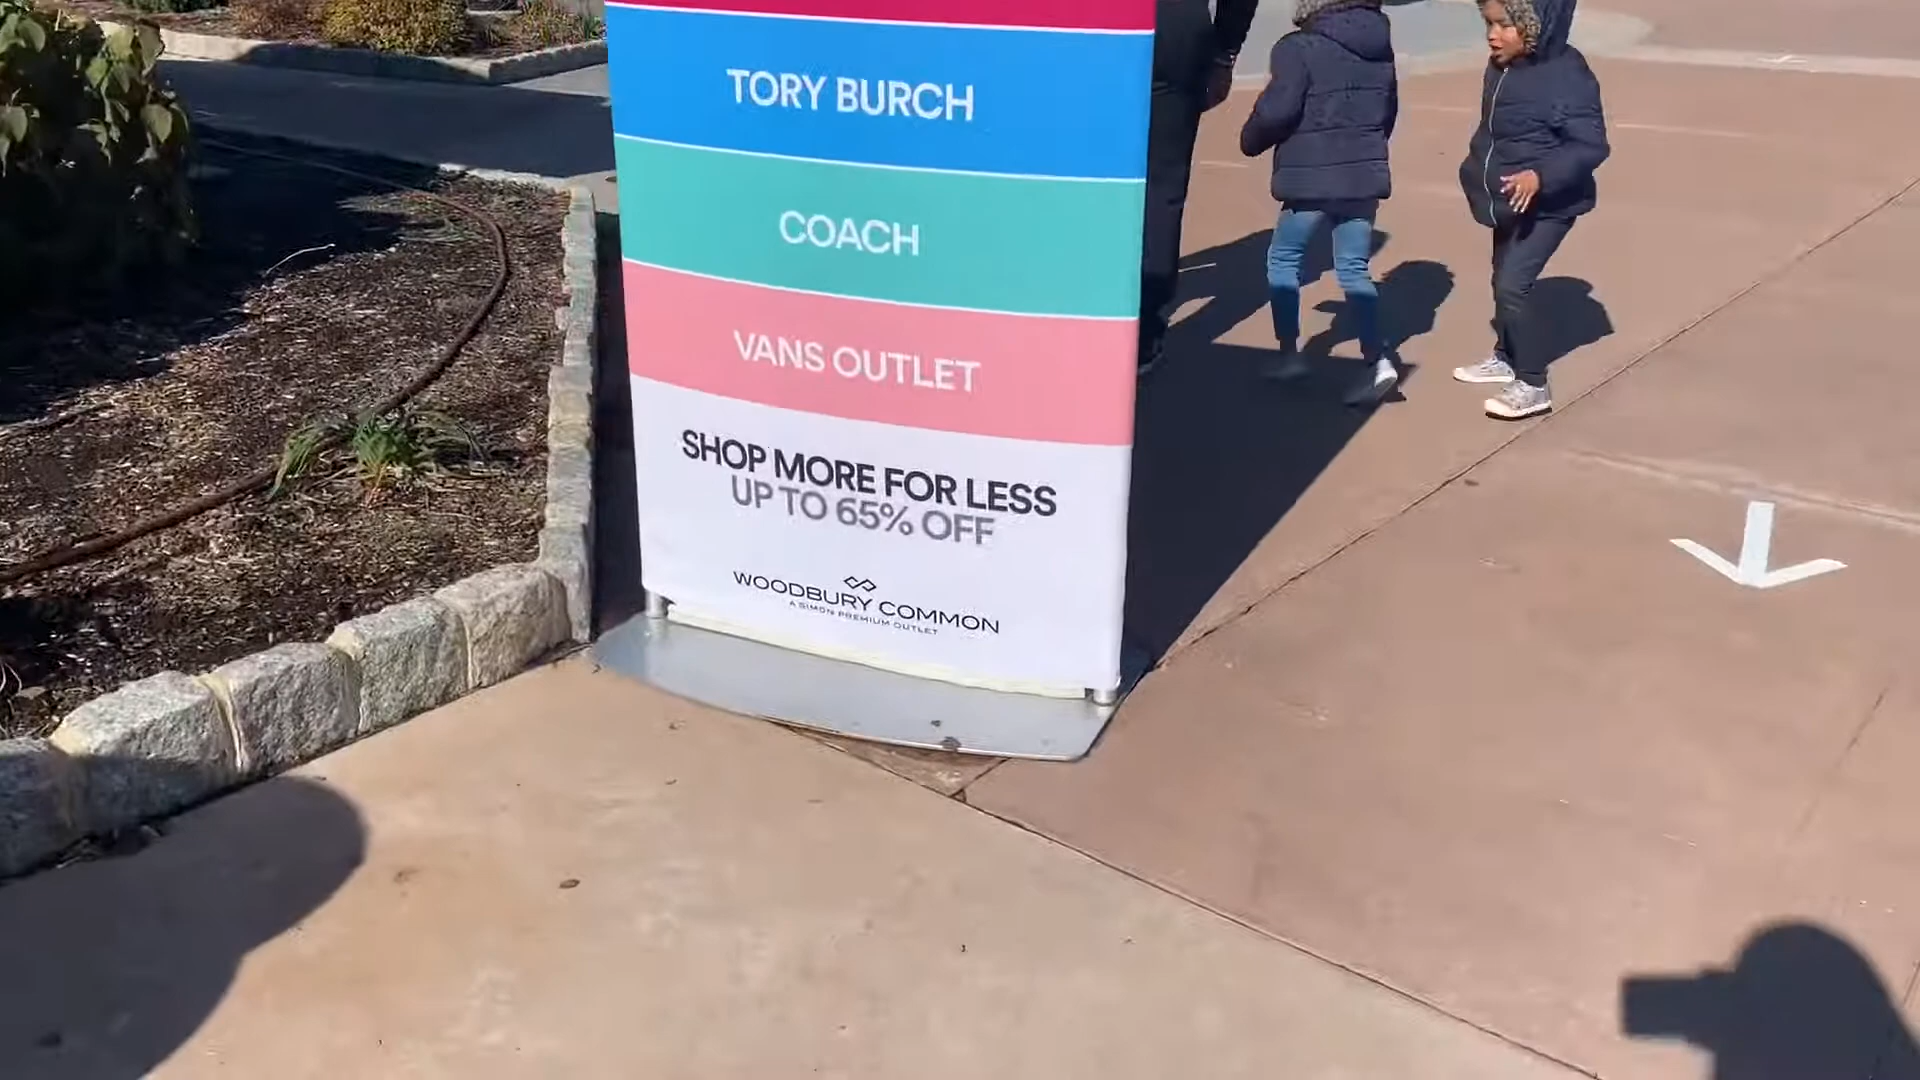 TORY BURCH
COACH
VANS OUTLET
SHOP MORE FOR LESS
UP TO 65% OFF
WOODBURY COMMON
A SIMON PREMIUM OUTLET